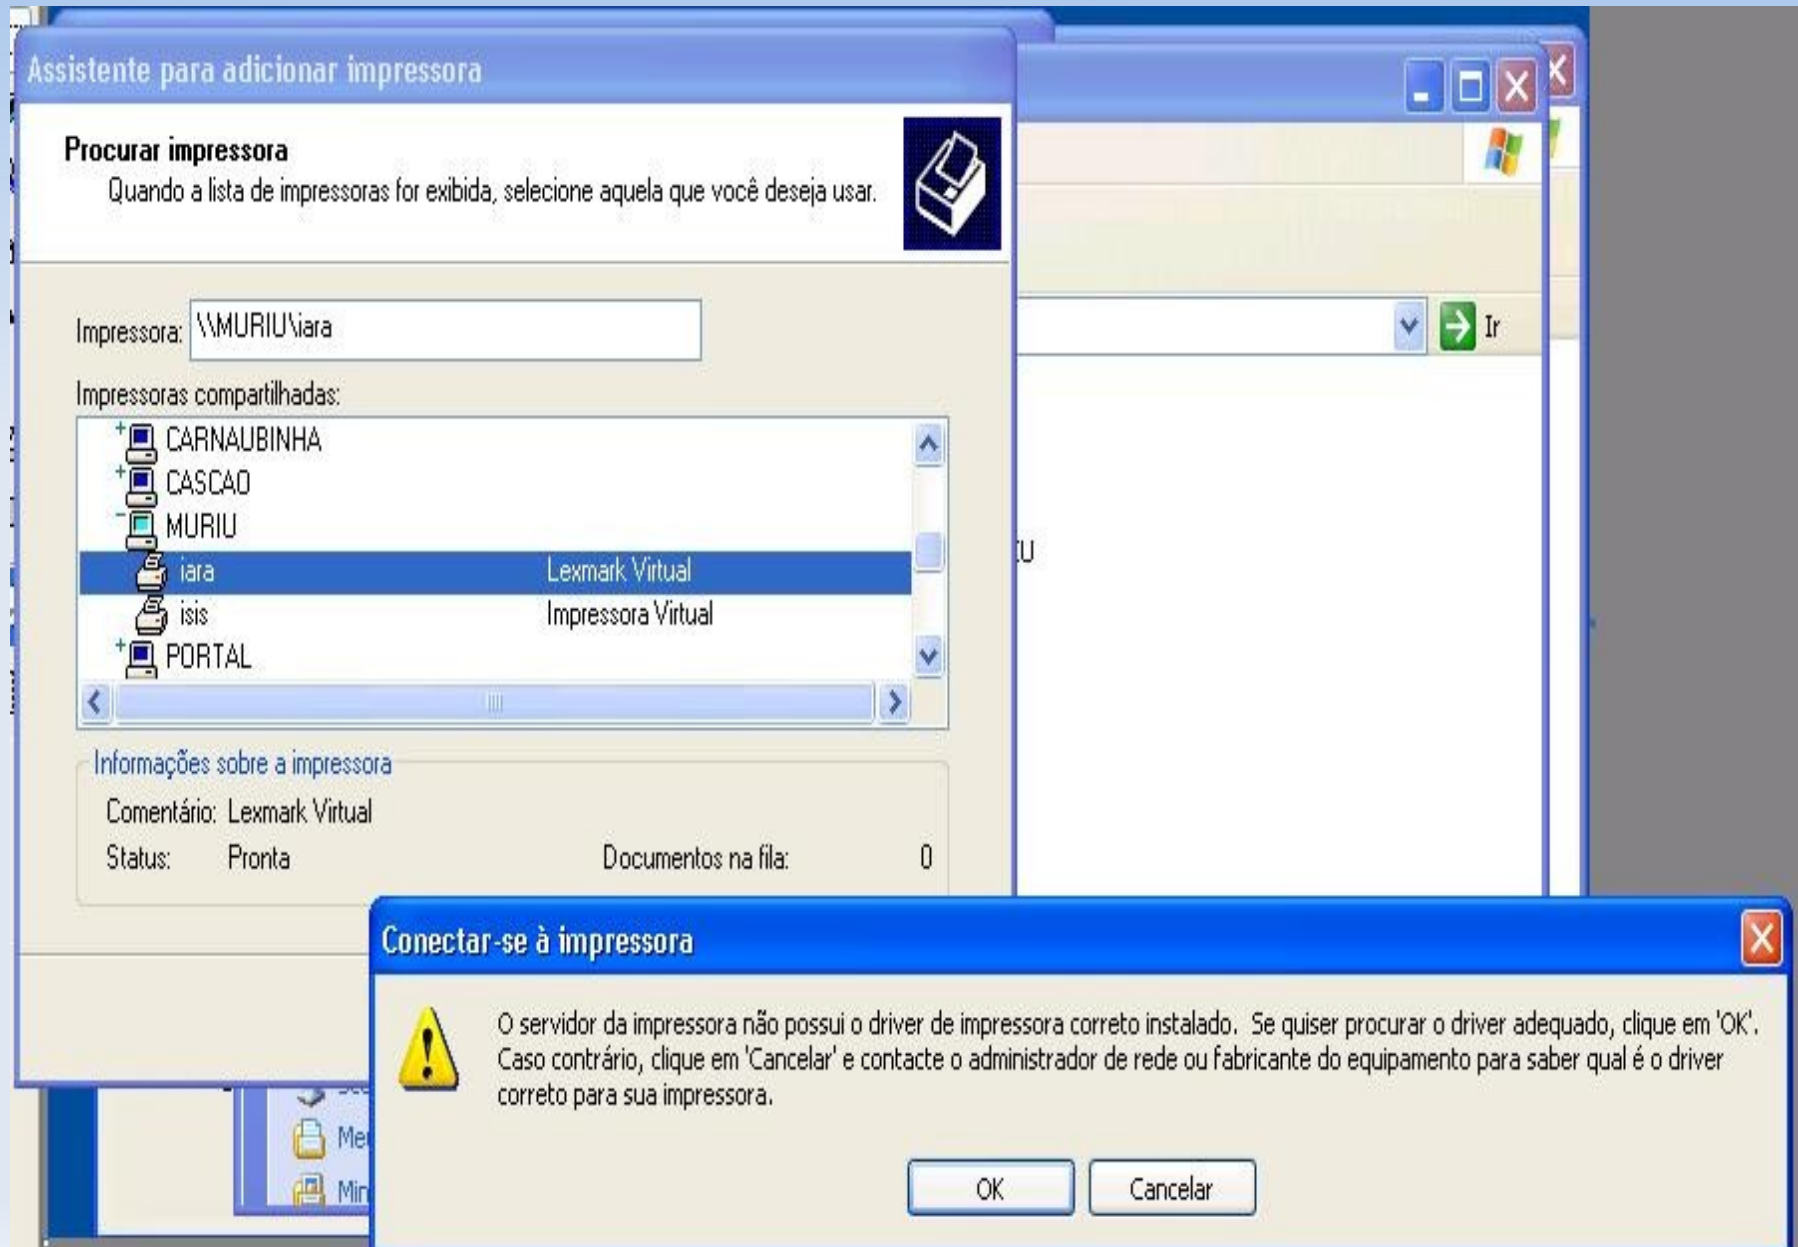 Assistente para adicionar impressora
Procurar impressora
Quando a lista de impressoras for exibida, selecione aquela que você deseja usar.
Ir
Impressora: \\MURIU\iara
Impressoras compartilhadas:
CARNAUBINHA
CASCAO
MURIU
iara Lexmark Virtual
isis Impressora Virtual
PORTAL
Informações sobre a impressora
Comentário: Lexmark Virtual
Status: Pronta Documentos na fila: 0
Conectar-se à impressora
O servidor da impressora não possui o driver de impressora correto instalado. Se quiser procurar o driver adequado, clique em 'OK'.
Caso contrário, clique em 'Cancelar' e contacte o administrador de rede ou fabricante do equipamento para saber qual é o driver
correto para sua impressora.
OK Cancelar